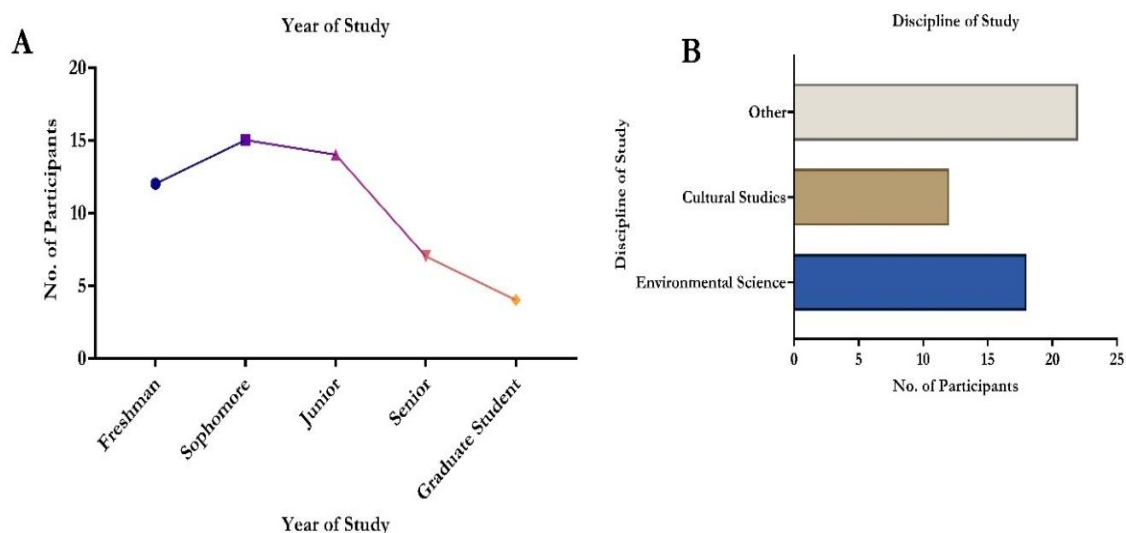 A
Year of Study
No. of Participants
20
15
10
5
0
Freshman
Sophomore
Junior
Senior
Graduate Student
Year of Study
B
Discipline of Study
Discipline of Study
Other
Cultural Studics
Environmental Science
0 5 10 15 20 25
No. of Participants